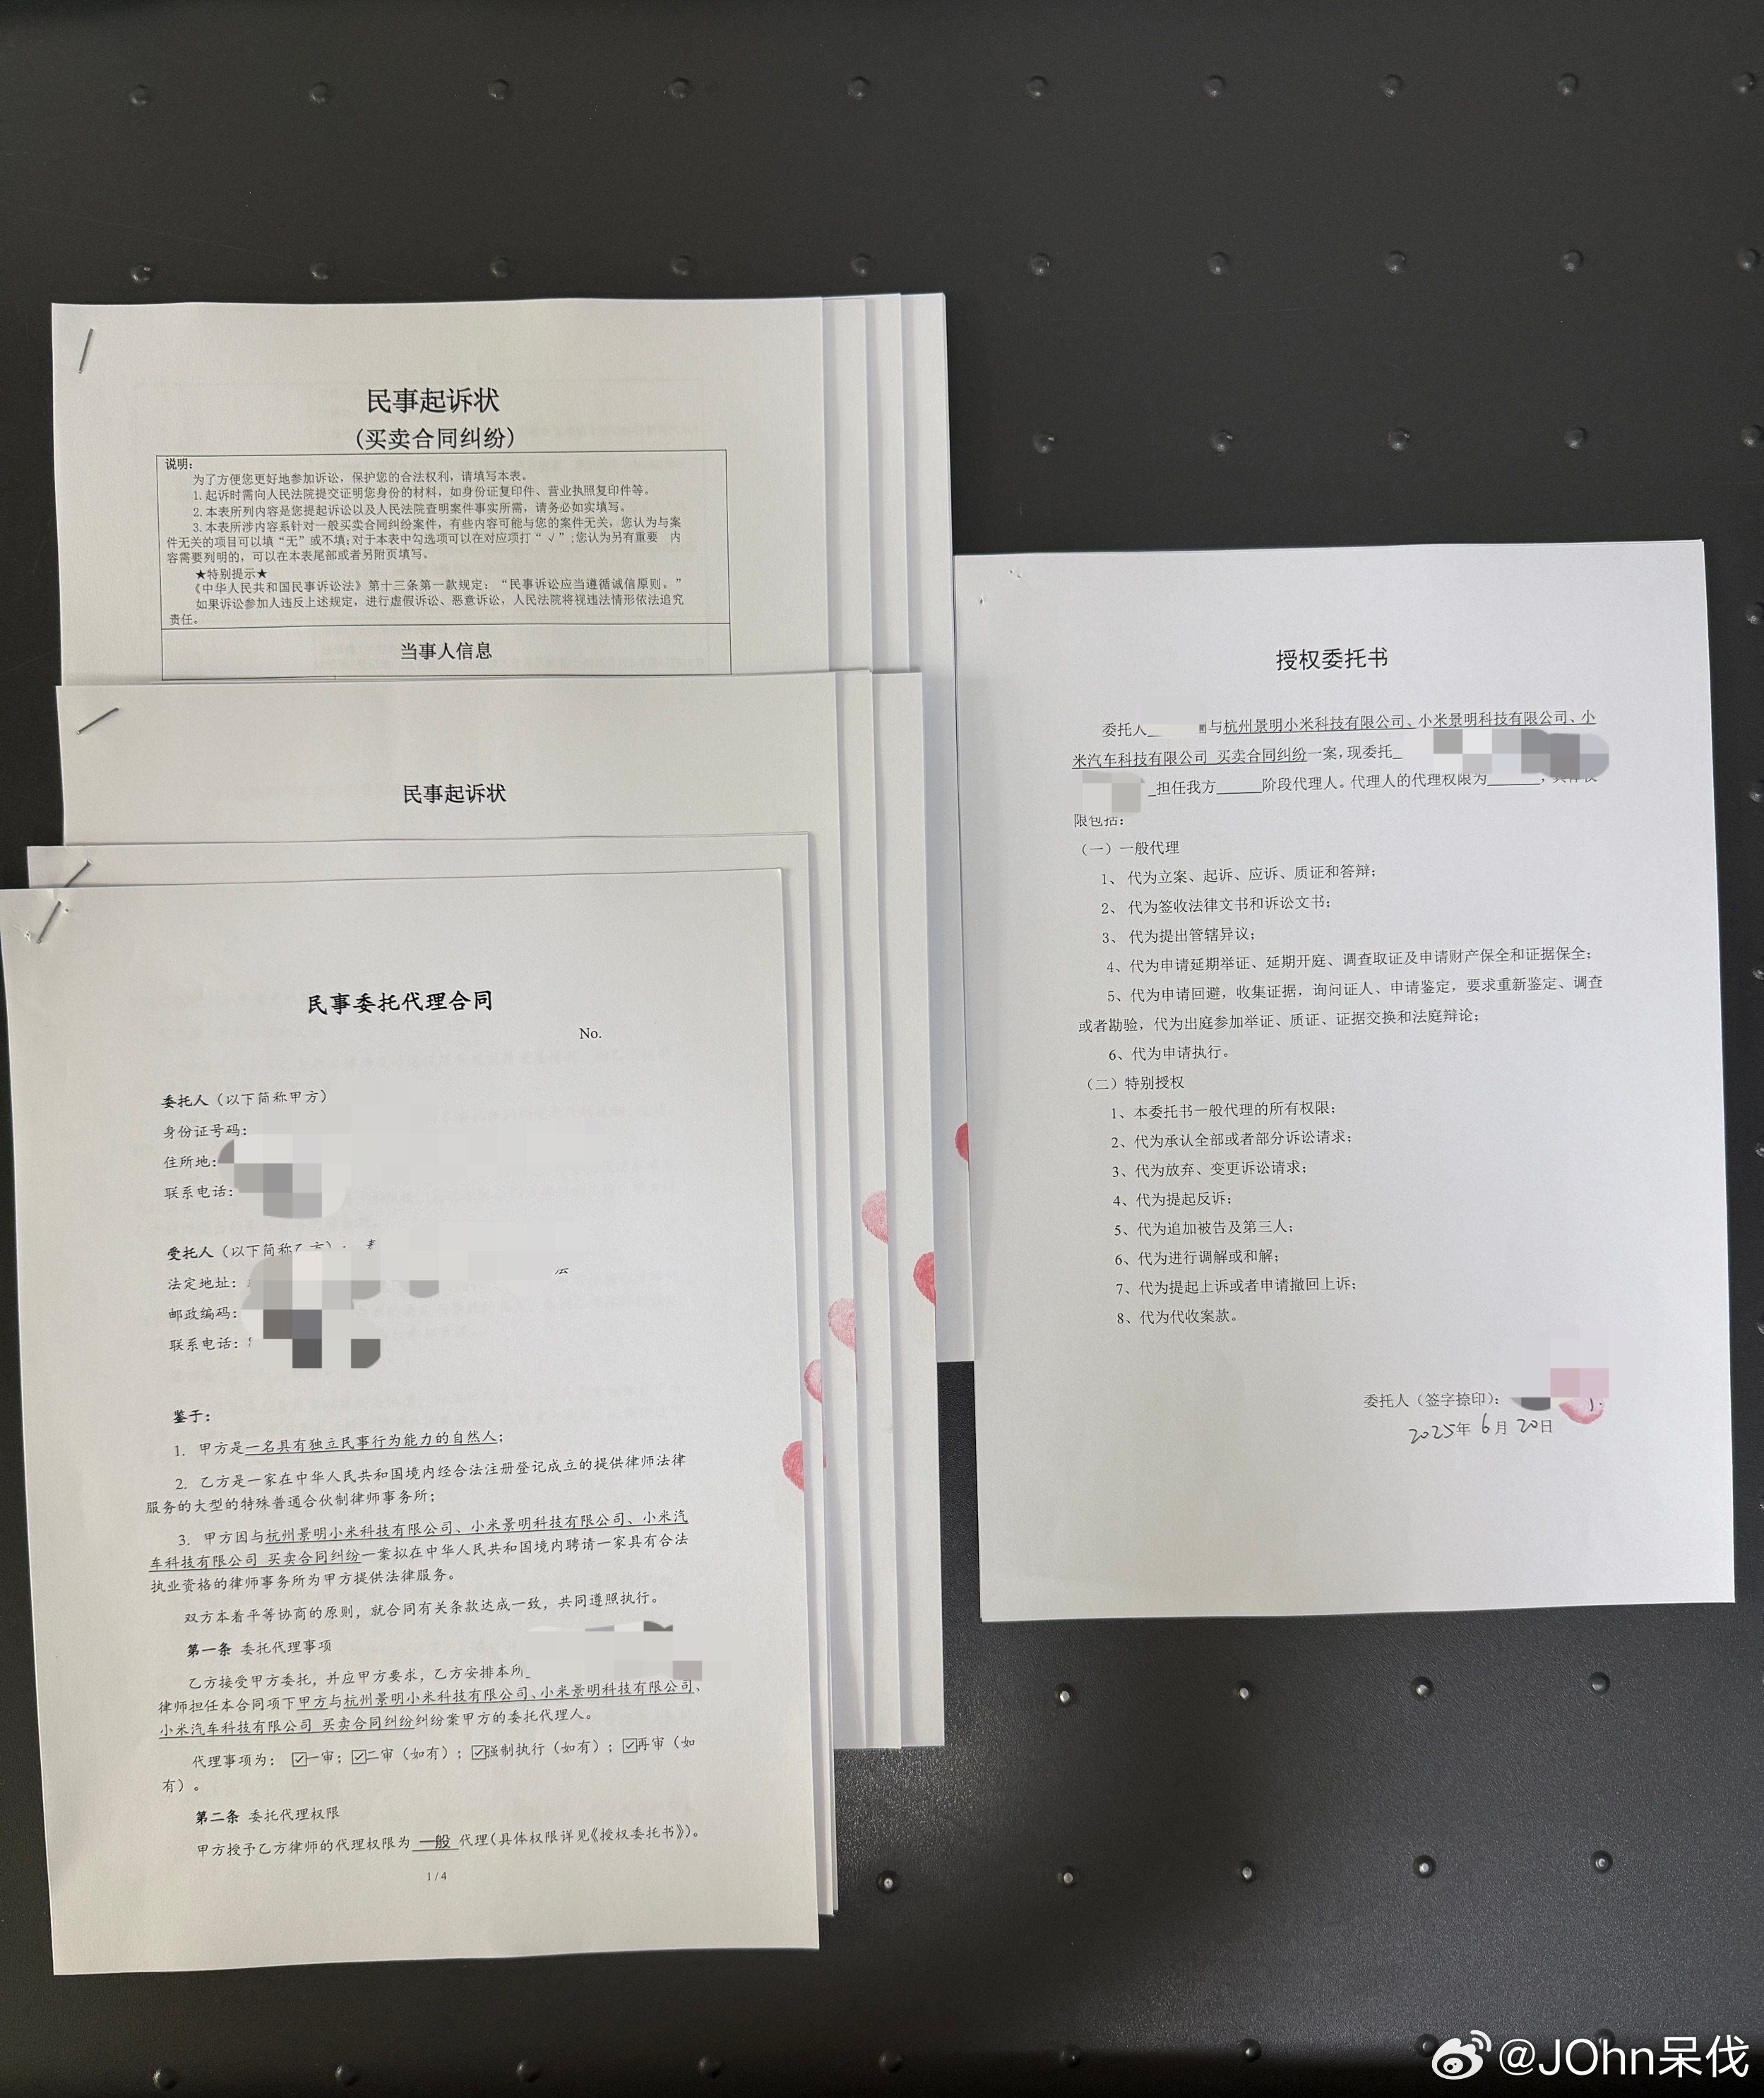 民事起诉状
(买卖合同纠纷)
说明：
为了方便您更好地参加诉讼，保护您的合法权利，请填写本表。
1.起诉时需向人民法院提交证明您身份的材料，如身份证复印件、营业执照复印件等。
2.本表所列内容是您提起诉讼以及人民法院查明案件事实所需，请务必如实填写。
3.本表所涉内容系针对一般买卖合同纠纷案件，有些内容可能与您的案件无关，您认为与案
件无关的项目可以填“无”或不填；对于本表中勾选项可以在对应项打“√”;您认为另有重要 内
容需要列明的，可以在本表尾部或者另附页填写。
★特别提示★
《中华人民共和国民事诉讼法》第十三条第一款规定：“民事诉讼应当遵循诚信原则。”
如果诉讼参加人违反上述规定，进行虚假诉讼、恶意诉讼，人民法院将视违法情形依法追究
责任。
当事人信息
民事起诉状
民事委托代理合同
No.
委托人（以下简称甲方）
身份证号码：
住所地：
联系电话：
受托人（以下简称乙方）：
法定地址：
邮政编码：
联系电话：
鉴于：
1. 甲方是一名具有独立民事行为能力的自然人；
2. 乙方是一家在中华人民共和国境内经合法注册登记成立的提供律师法律
服务的大型的特殊普通合伙制律师事务所；
3. 甲方因与杭州景明小米科技有限公司、小米景明科技有限公司、小米汽
车科技有限公司 买卖合同纠纷一案拟在中华人民共和国境内聘请一家具有合法
执业资格的律师事务所为甲方提供法律服务。
双方本着平等协商的原则，就合同有关条款达成一致，共同遵照执行。
第一条 委托代理事项
乙方接受甲方委托，并应甲方要求，乙方安排本所
律师担任本合同项下甲方与杭州景明小米科技有限公司、小米景明科技有限公司、
小米汽车科技有限公司 买卖合同纠纷纠纷案甲方的委托代理人。
代理事项为：☑一审；☑二审（如有）；☑强制执行（如有）；☑再审（如
有）。
第二条 委托代理权限
甲方授予乙方律师的代理权限为 一般 代理（具体权限详见《授权委托书》）。
1 / 4
授权委托书
委托人 与杭州景明小米科技有限公司、小米景明科技有限公司、小
米汽车科技有限公司 买卖合同纠纷一案，现委托
担任我方______阶段代理人。代理人的代理权限为______，具体权
限包括：
（一）一般代理
1、代为立案、起诉、应诉、质证和答辩；
2、代为签收法律文书和诉讼文书；
3、代为提出管辖异议；
4、代为申请延期举证、延期开庭、调查取证及申请财产保全和证据保全；
5、代为申请回避，收集证据，询问证人、申请鉴定，要求重新鉴定、调查
或者勘验，代为出庭参加举证、质证、证据交换和法庭辩论；
6、代为申请执行。
（二）特别授权
1、本委托书一般代理的所有权限；
2、代为承认全部或者部分诉讼请求；
3、代为放弃、变更诉讼请求；
4、代为提起反诉；
5、代为追加被告及第三人；
6、代为进行调解或和解；
7、代为提起上诉或者申请撤回上诉；
8、代为代收案款。
委托人（签字捺印）：
2025年 6月 20日
@JOhn呆伐